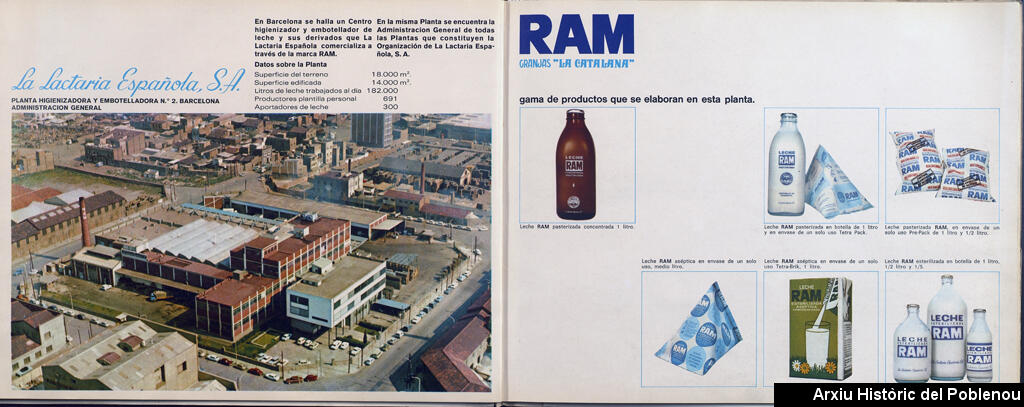 En Barcelona se halla un Centro
higienizador y embotellador de
leche y sus derivados que La
Lactaria Española comercializa a
través de la marca RAM.
En la misma Planta se encuentra la
Administracion General de todas
las Plantas que constituyen la
Organización de La Lactaria Espa-
ñola, S. A.
Datos sobre la Planta
Superficie del terreno 18.000 m².
Superficie edificada 14.000 m².
Litros de leche trabajados al día 182.000
Productores plantilla personal 691
Aportadores de leche 300
La Lactaria Española, S.A.
PLANTA HIGIENIZADORA Y EMBOTELLADORA N.º 2. BARCELONA
ADMINISTRACION GENERAL
RAM
GRANJAS "LA CATALANA"
gama de productos que se elaboran en esta planta.
LECHE
RAM
LECHE
RAM
RAM
Leche RAM pasterizada concentrada 1 litro.
Leche RAM pasterizada en botella de 1 litro
y en envase de un solo uso Tetra Pack.
Leche pasterizada RAM, en envase de un
solo uso Pre-Pack de 1 litro y 1/2 litro.
Leche RAM aséptica en envase de un solo
uso, medio litro.
Leche RAM aséptica en envase de un solo
uso Tetra-Brik, 1 litro.
Leche RAM esterilizada en botella de 1 litro,
1/2 litro y 1/5.
RAM
LECHE
RAM
LECHE
RAM
LECHE
RAM
LECHE
RAM
Arxiu Històric del Poblenou